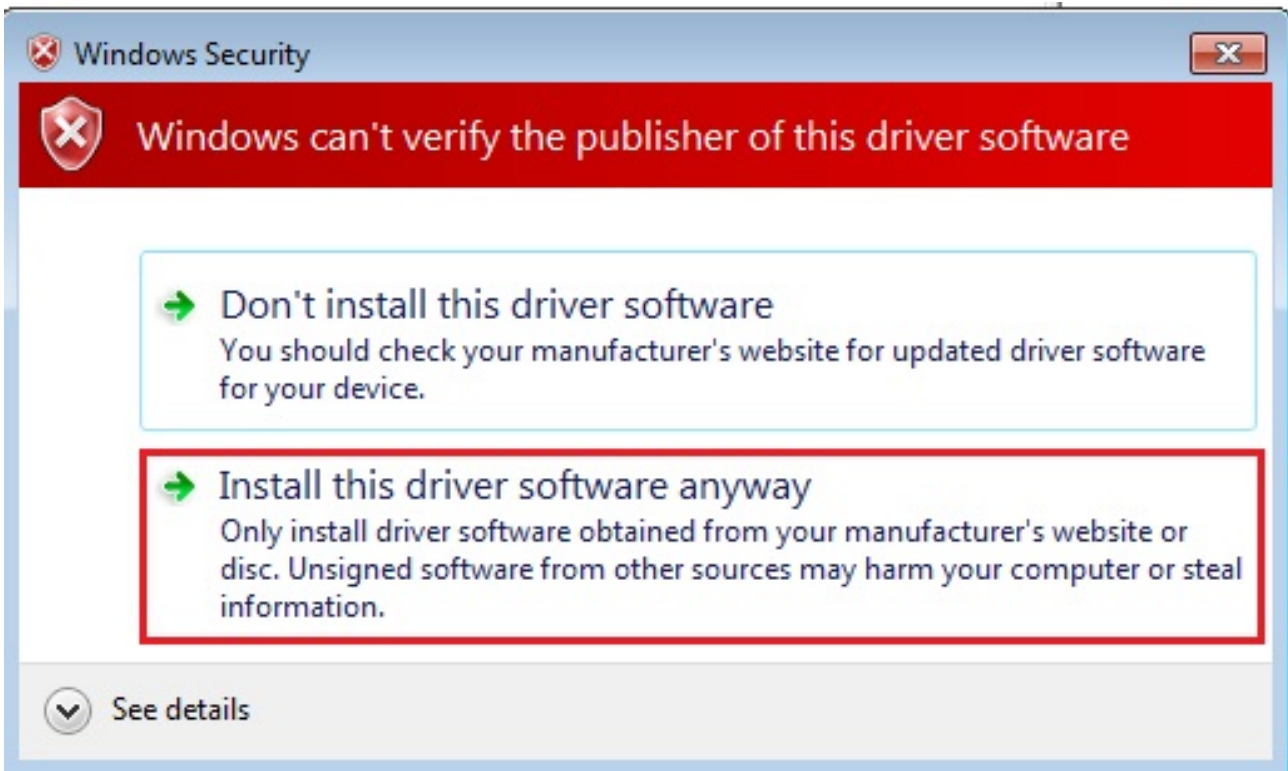 Windows Security
Windows can't verify the publisher of this driver software
Don't install this driver software
You should check your manufacturer's website for updated driver software
for your device.
Install this driver software anyway
Only install driver software obtained from your manufacturer's website or
disc. Unsigned software from other sources may harm your computer or steal
information.
See details